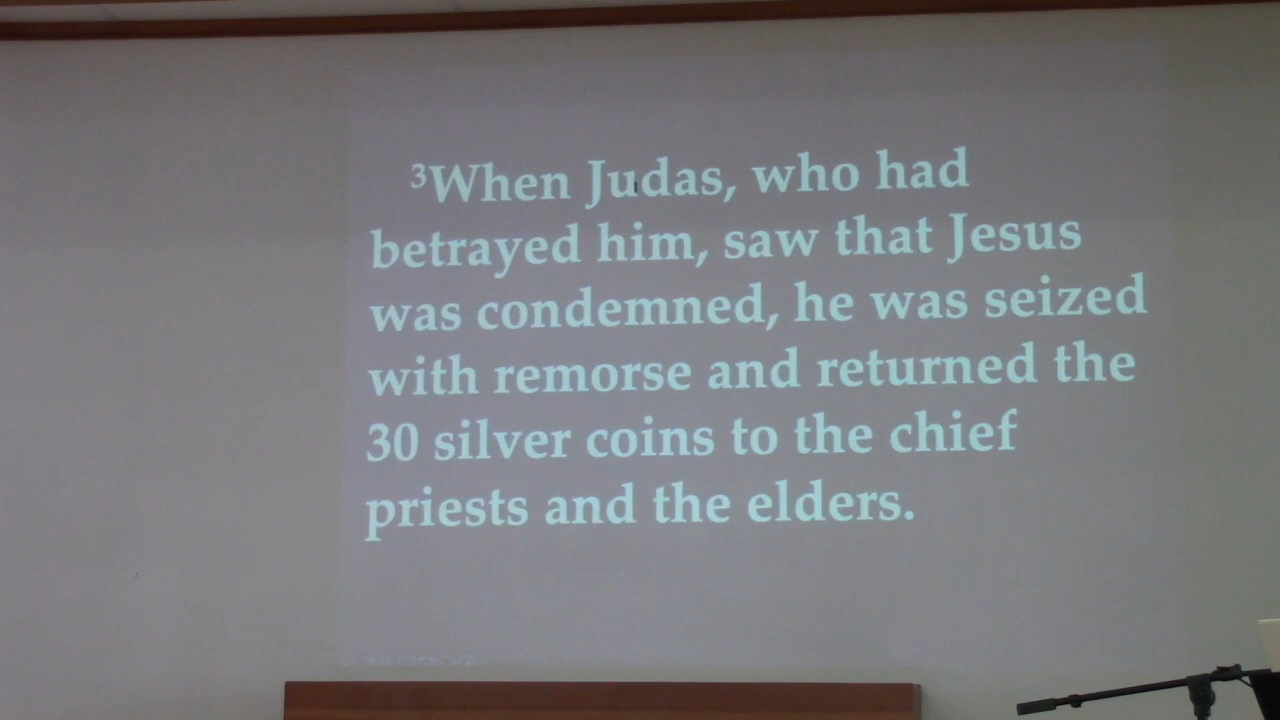 ³When Judas, who had
betrayed him, saw that Jesus
was condemned, he was seized
with remorse and returned the
30 silver coins to the chief
priests and the elders.